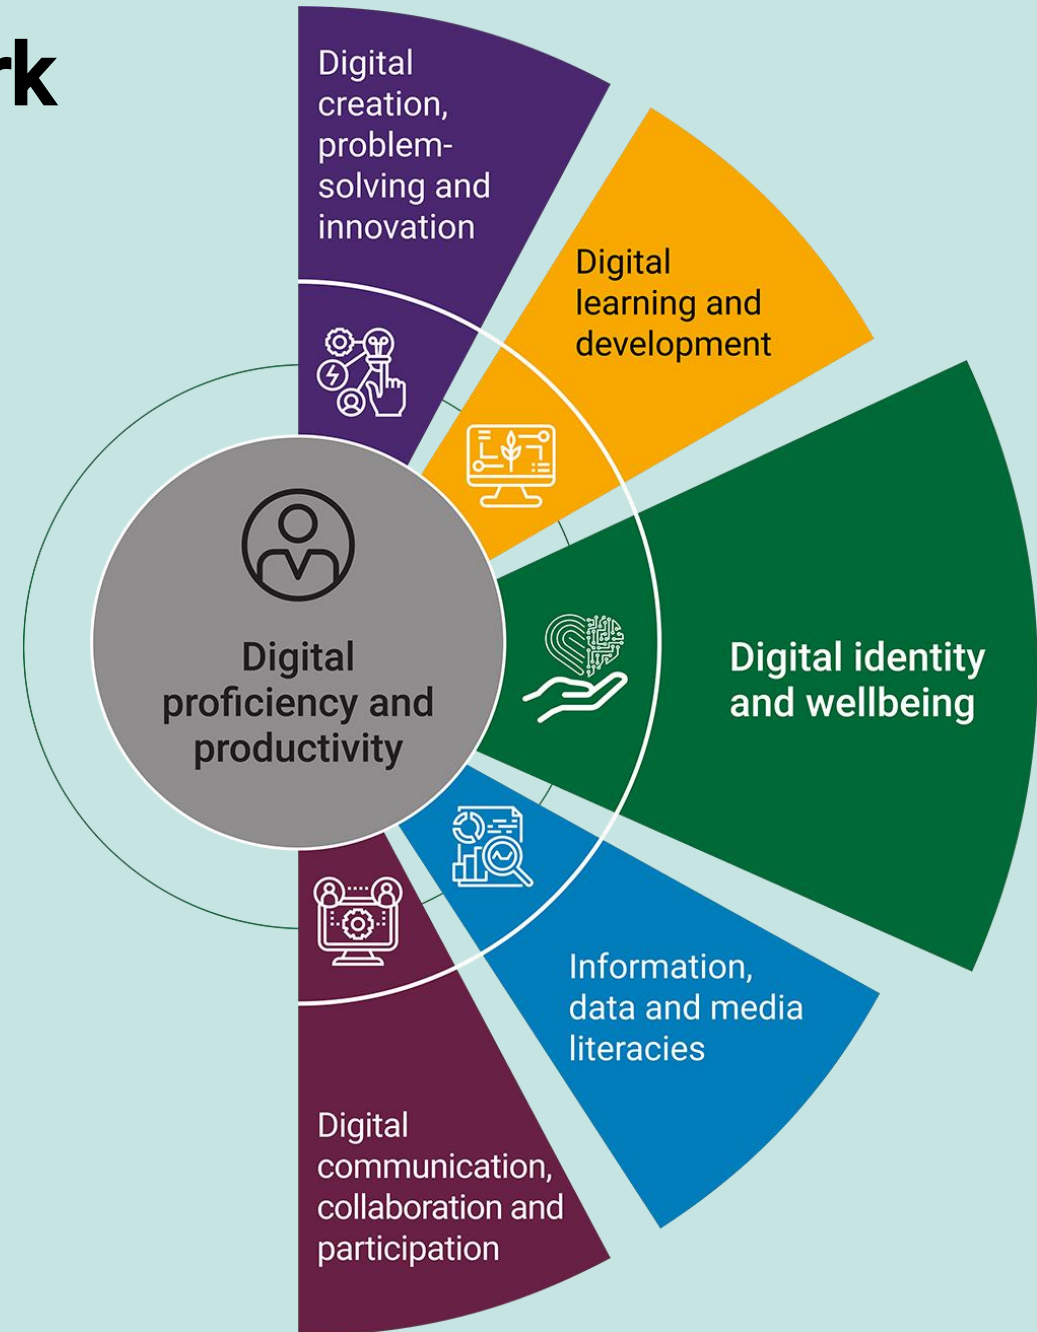 rk
Digital
creation,
problem-
solving and
innovation
Digital
learning and
development
Digital identity
and wellbeing
Digital
proficiency and
productivity
Information,
data and media
literacies
Digital
communication,
collaboration and
participation